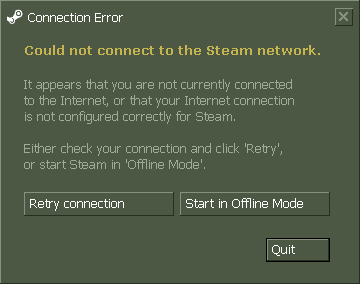 Connection Error
Could not connect to the Steam network.
It appears that you are not currently connected
to the Internet, or that your Internet connection
is not configured correctly for Steam.
Either check your connection and click 'Retry',
or start Steam in 'Offline Mode'.
Retry connection
Start in Offline Mode
Quit